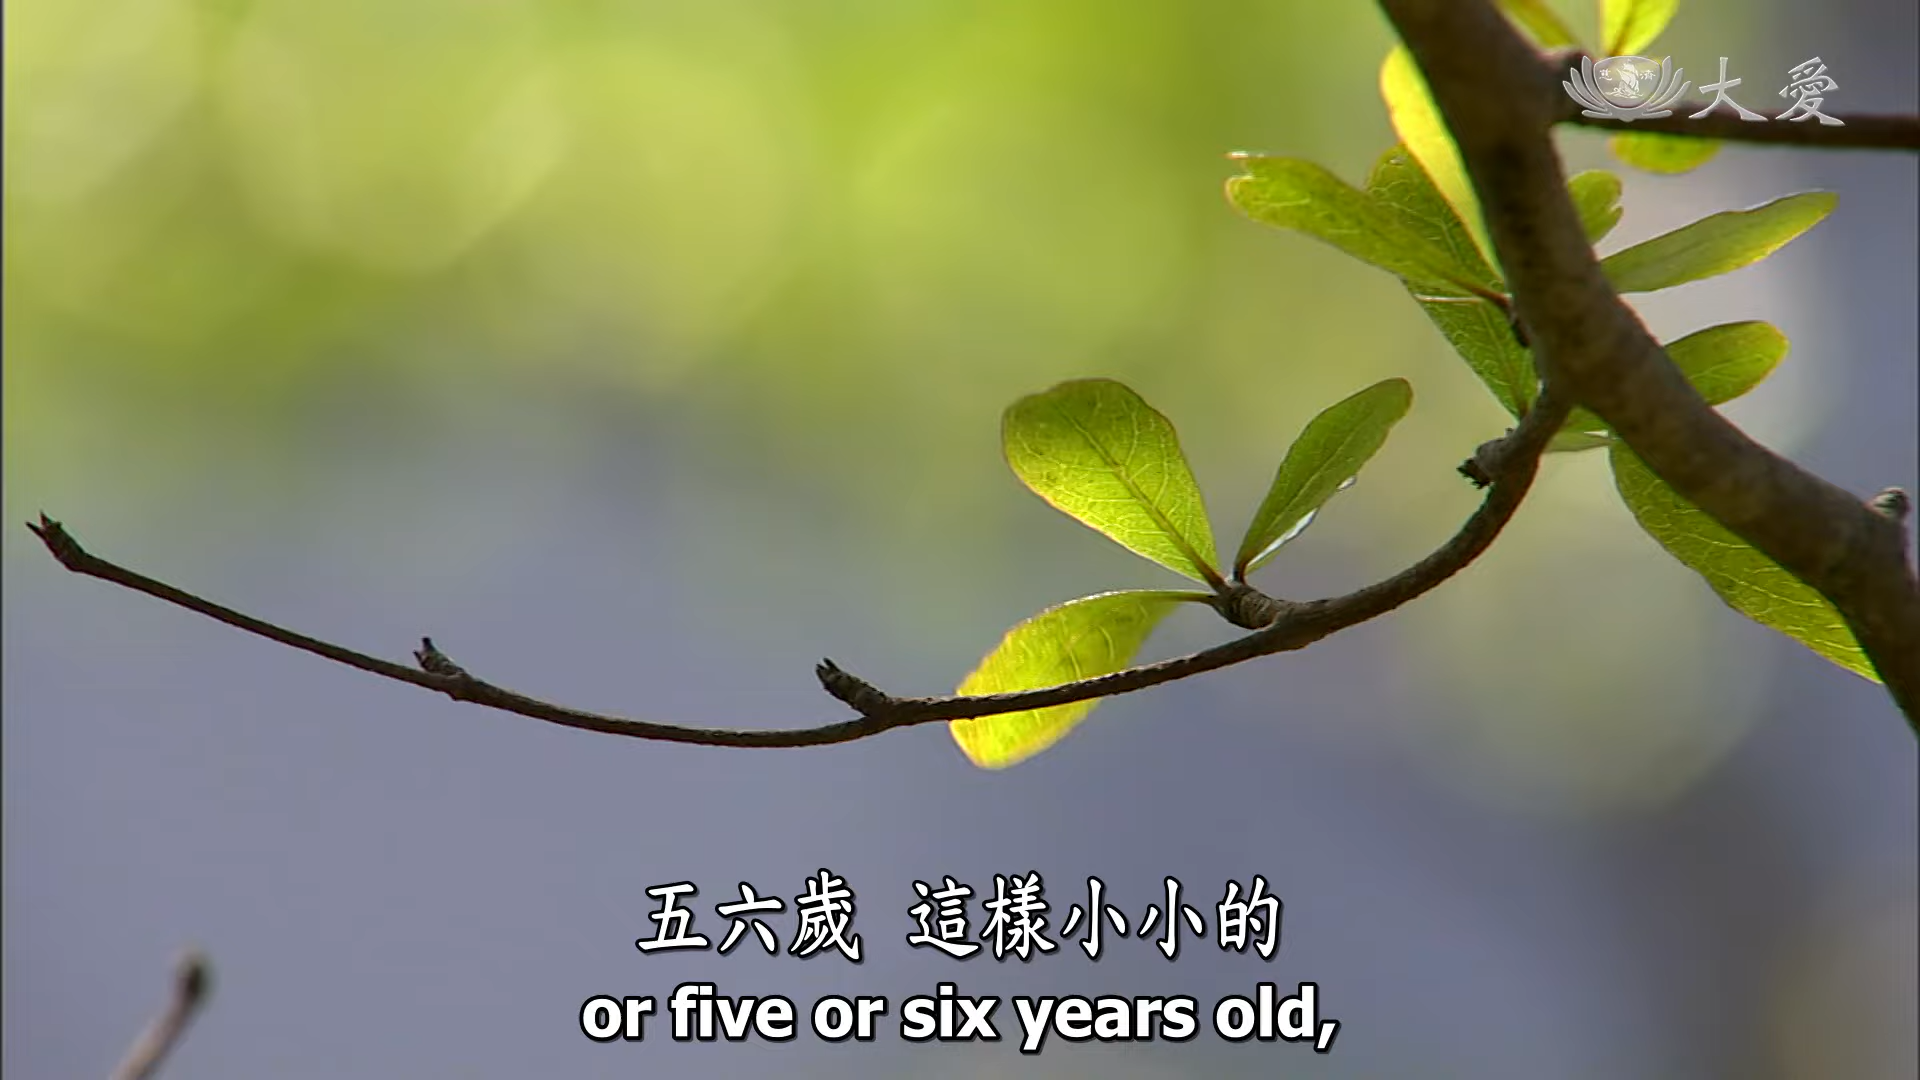 大愛
五六歲 這樣小小的
or five or six years old,